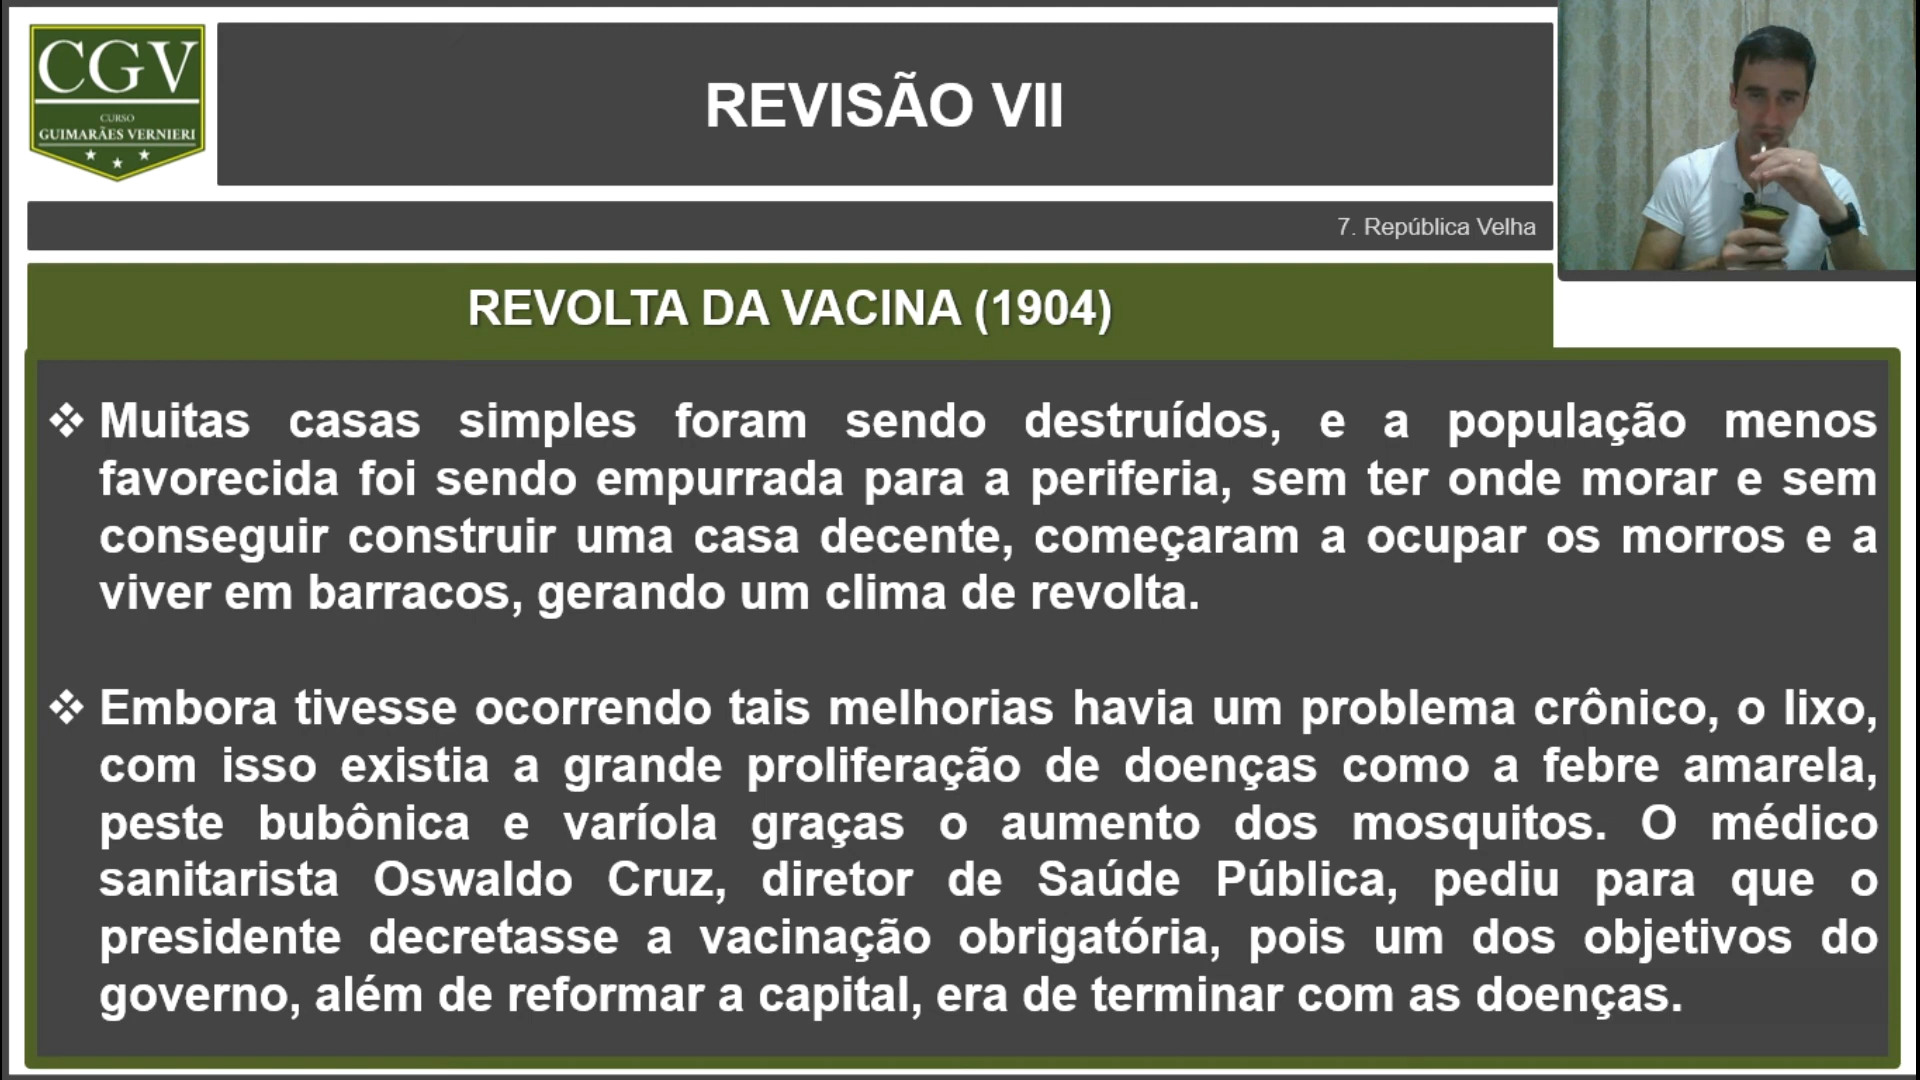 CGV
CURSO
GUIMARÃES VERNIERI
REVISÃO VII
7. República Velha
REVOLTA DA VACINA (1904)
❖ Muitas casas simples foram sendo destruídos, e a população menos
favorecida foi sendo empurrada para a periferia, sem ter onde morar e sem
conseguir construir uma casa decente, começaram a ocupar os morros e a
viver em barracos, gerando um clima de revolta.
❖ Embora tivesse ocorrendo tais melhorias havia um problema crônico, o lixo,
com isso existia a grande proliferação de doenças como a febre amarela,
peste bubônica e varíola graças o aumento dos mosquitos. O médico
sanitarista Oswaldo Cruz, diretor de Saúde Pública, pediu para que o
presidente decretasse a vacinação obrigatória, pois um dos objetivos do
governo, além de reformar a capital, era de terminar com as doenças.